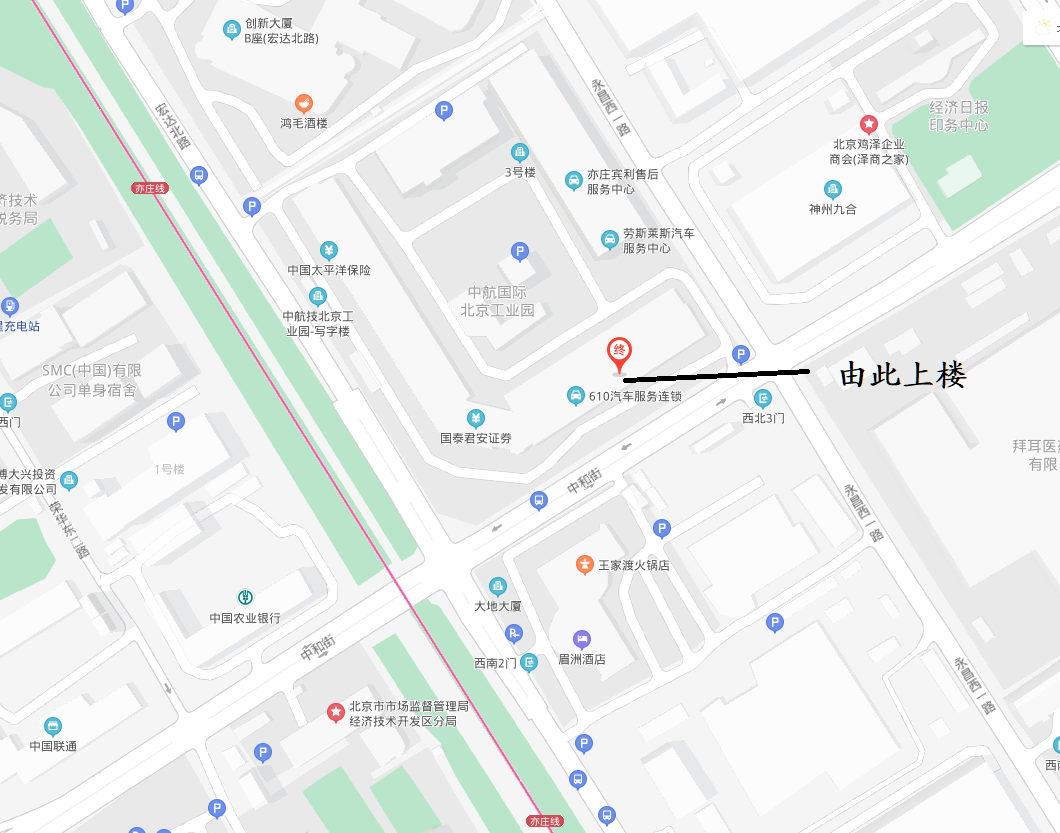 创新大厦
B座(宏达北路)
鸿毛酒楼
宏达北路
亦庄线
永昌西一路
经济日报
印务中心
北京鸡泽企业
商会(泽商之家)
神州九合
3号楼
亦庄宾利售后
服务中心
劳斯莱斯汽车
服务中心
济技术
税务局
中国太平洋保险
中航技北京工
业园-写字楼
中航国际
北京工业园
充电站
SMC(中国)有限
公司单身宿舍
西门
终
由此上楼
610汽车服务连锁
西北3门
国泰君安证券
博大兴投资
发有限公司
1号楼
荣华东一路
中和街
永昌西一路
拜耳医药
有限
王家渡火锅店
大地大厦
中国农业银行
中和街
西南2门
眉洲酒店
永昌西一路
北京市市场监督管理局
经济技术开发区分局
中国联通
西南
亦庄线